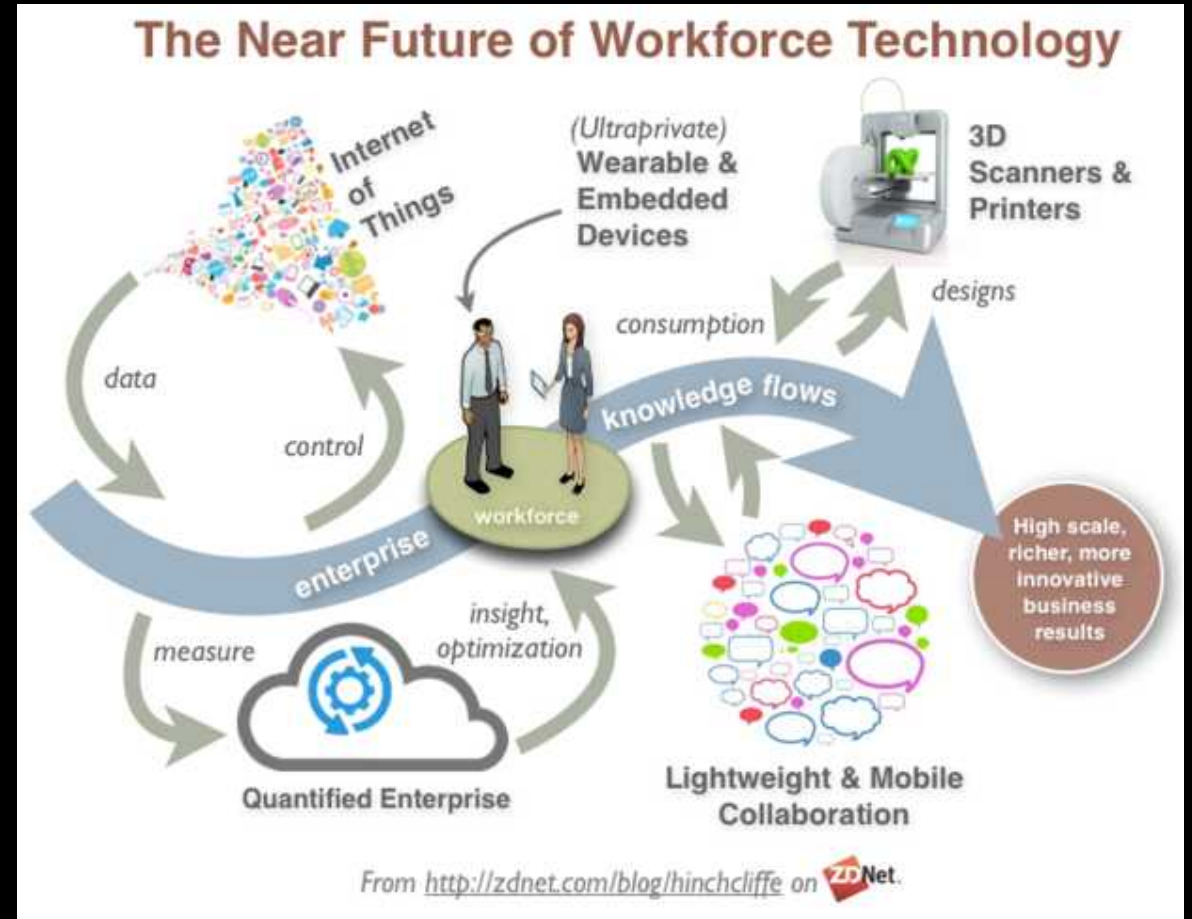 The Near Future of Workforce Technology
Internet
of
Things
(Ultraprivate)
Wearable &
Embedded
Devices
3D
Scanners &
Printers
designs
consumption
data
control
knowledge flows
workforce
enterprise
High scale,
richer, more
innovative
business
results
measure
insight,
optimization
Quantified Enterprise
Lightweight & Mobile
Collaboration
From http://zdnet.com/blog/hinchcliffe on ZDNet.